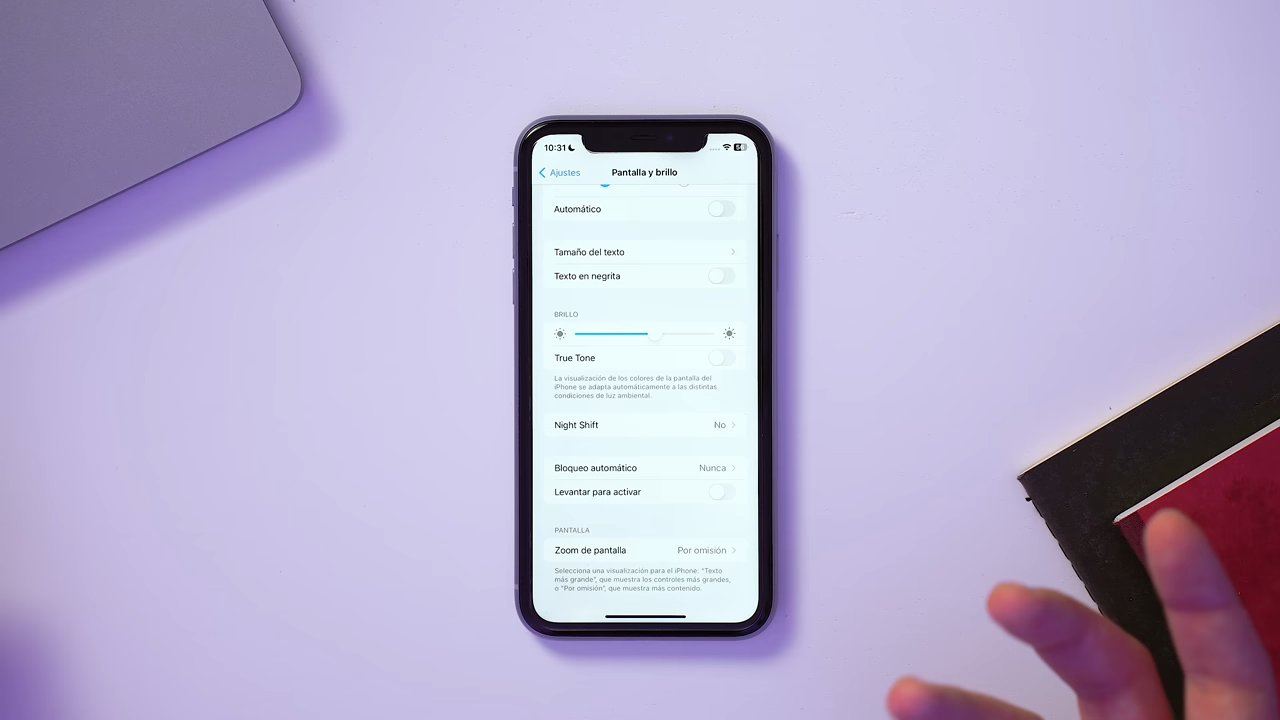 10:31
Ajustes
Pantalla y brillo
Automático
Tamaño del texto
Texto en negrita
BRILLO
True Tone
La visualización de los colores de la pantalla del
iPhone se adapta automáticamente a las distintas
condiciones de luz ambiental.
Night Shift No
Bloqueo automático Nunca
Levantar para activar
PANTALLA
Zoom de pantalla Por omisión
Selecciona una visualización para el iPhone: "Texto
más grande", que muestra los controles más grandes,
o "Por omisión", que muestra más contenido.